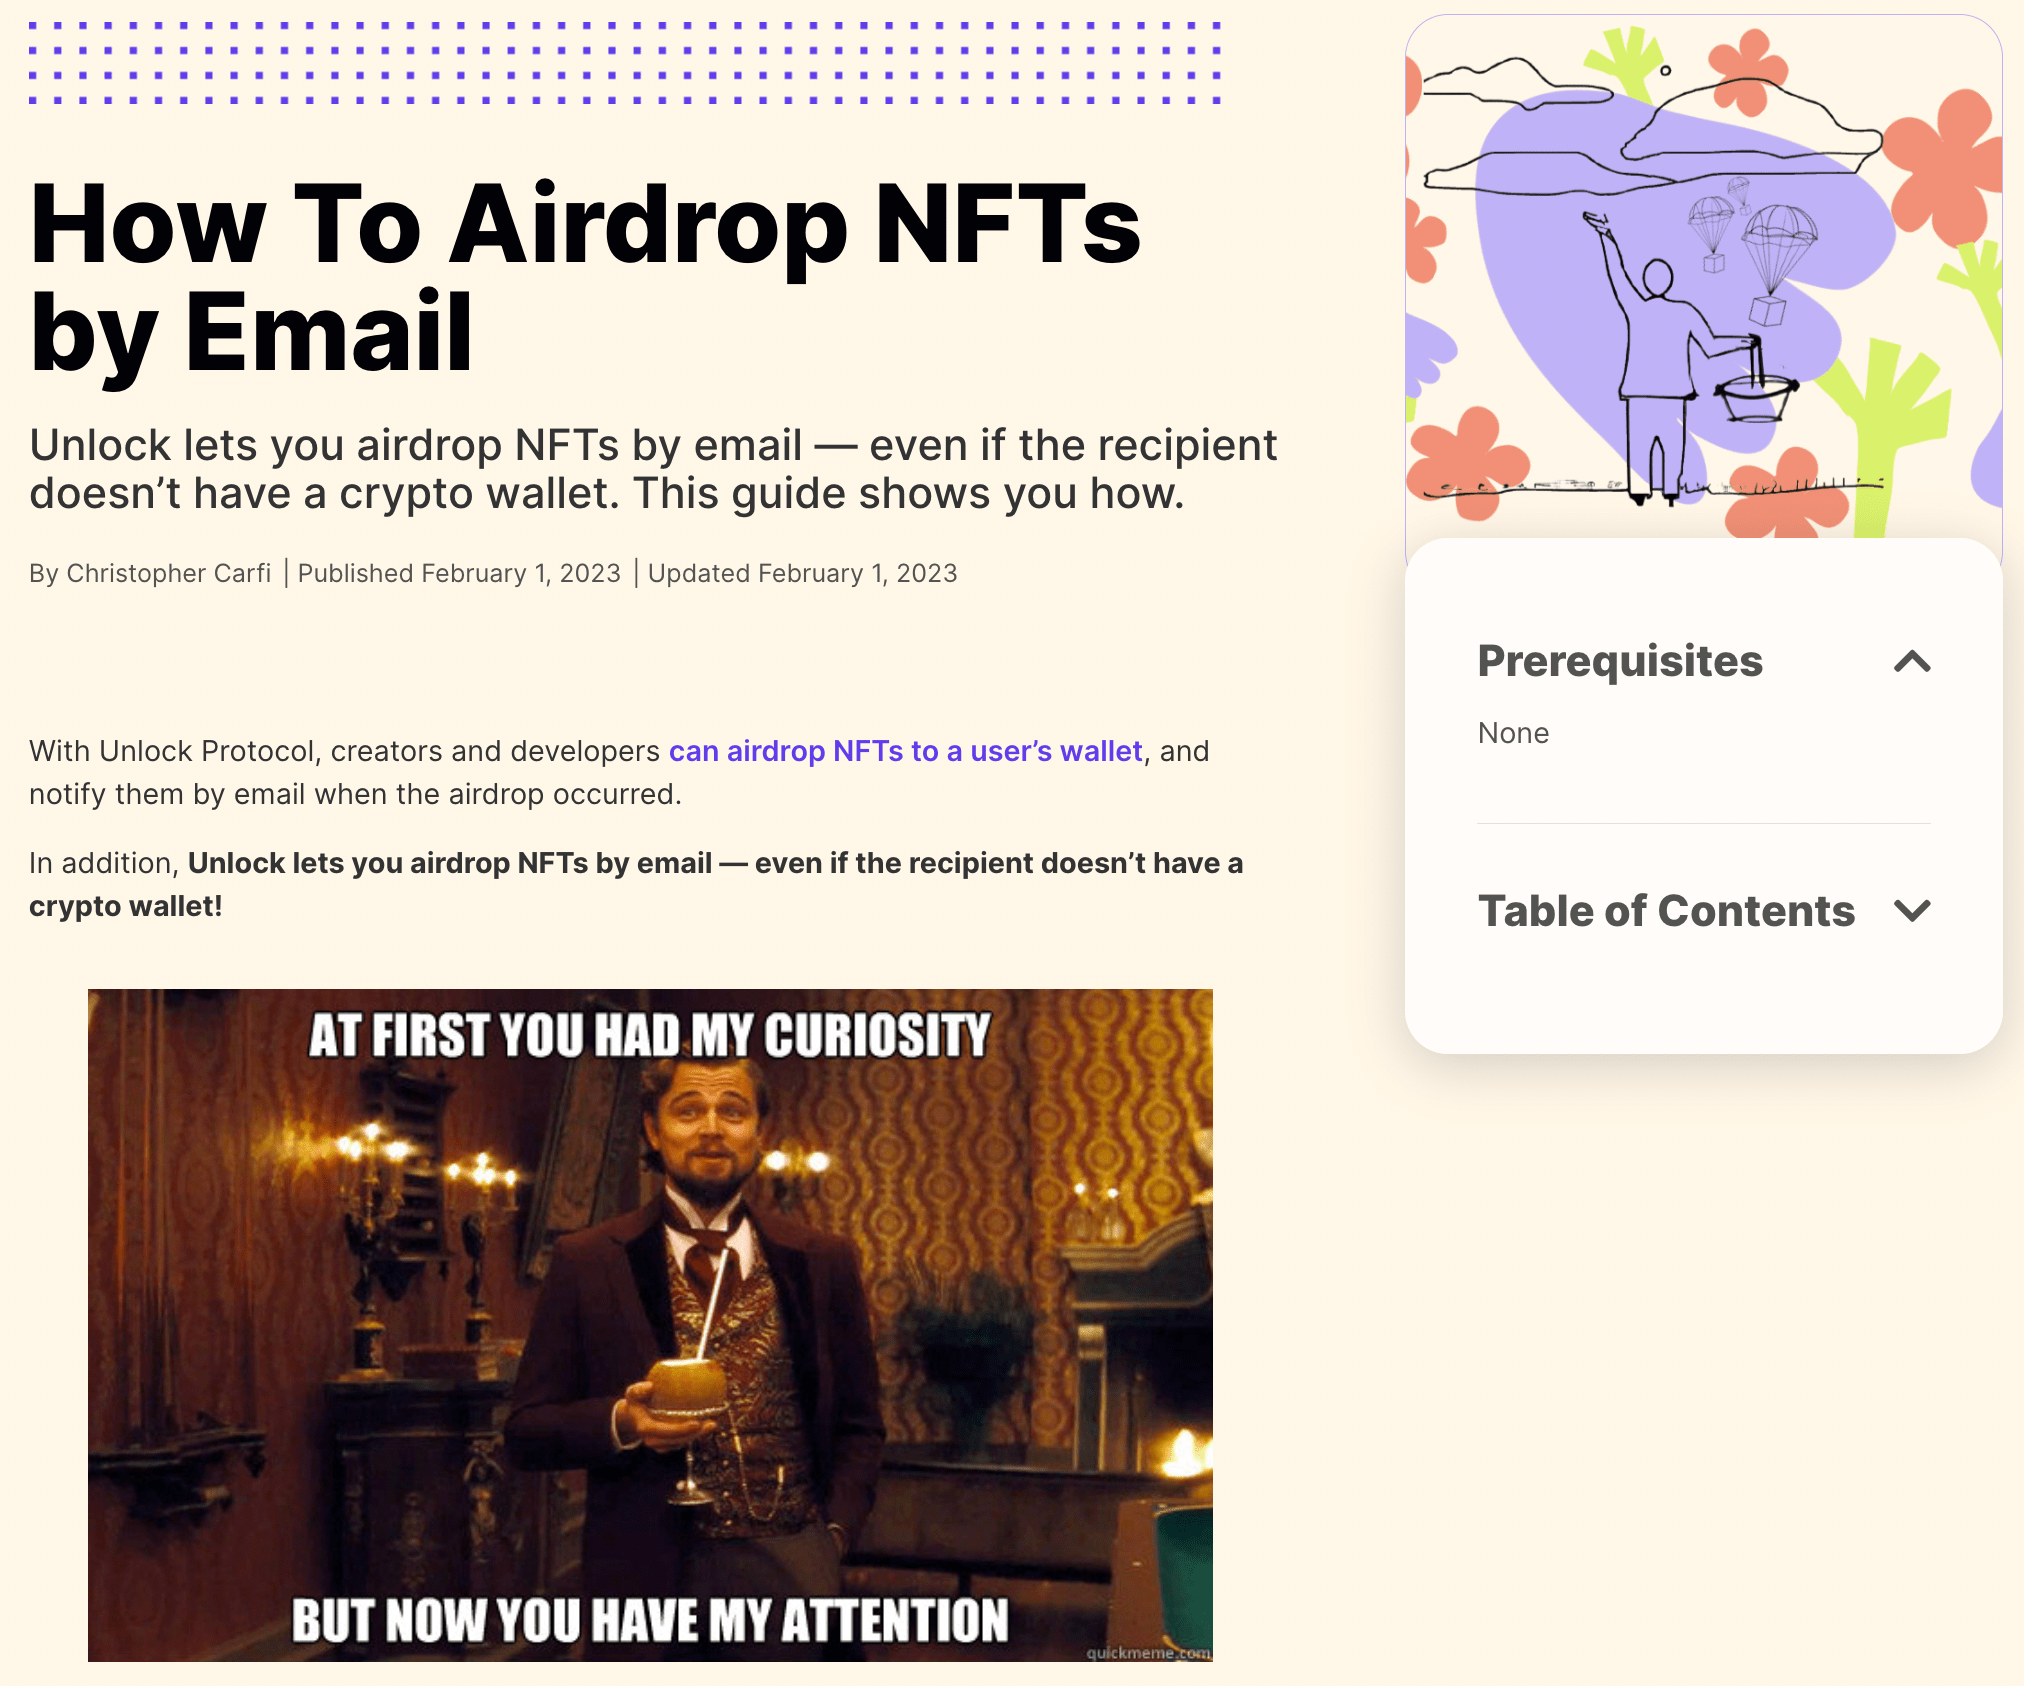 How To Airdrop NFTs
by Email
Unlock lets you airdrop NFTs by email — even if the recipient
doesn’t have a crypto wallet. This guide shows you how.
By Christopher Carfi | Published February 1, 2023 | Updated February 1, 2023
With Unlock Protocol, creators and developers can airdrop NFTs to a user’s wallet, and
notify them by email when the airdrop occurred.
In addition, Unlock lets you airdrop NFTs by email — even if the recipient doesn’t have a
crypto wallet!
AT FIRST YOU HAD MY CURIOSITY
BUT NOW YOU HAVE MY ATTENTION
quickmeme.com
Prerequisites
None
Table of Contents